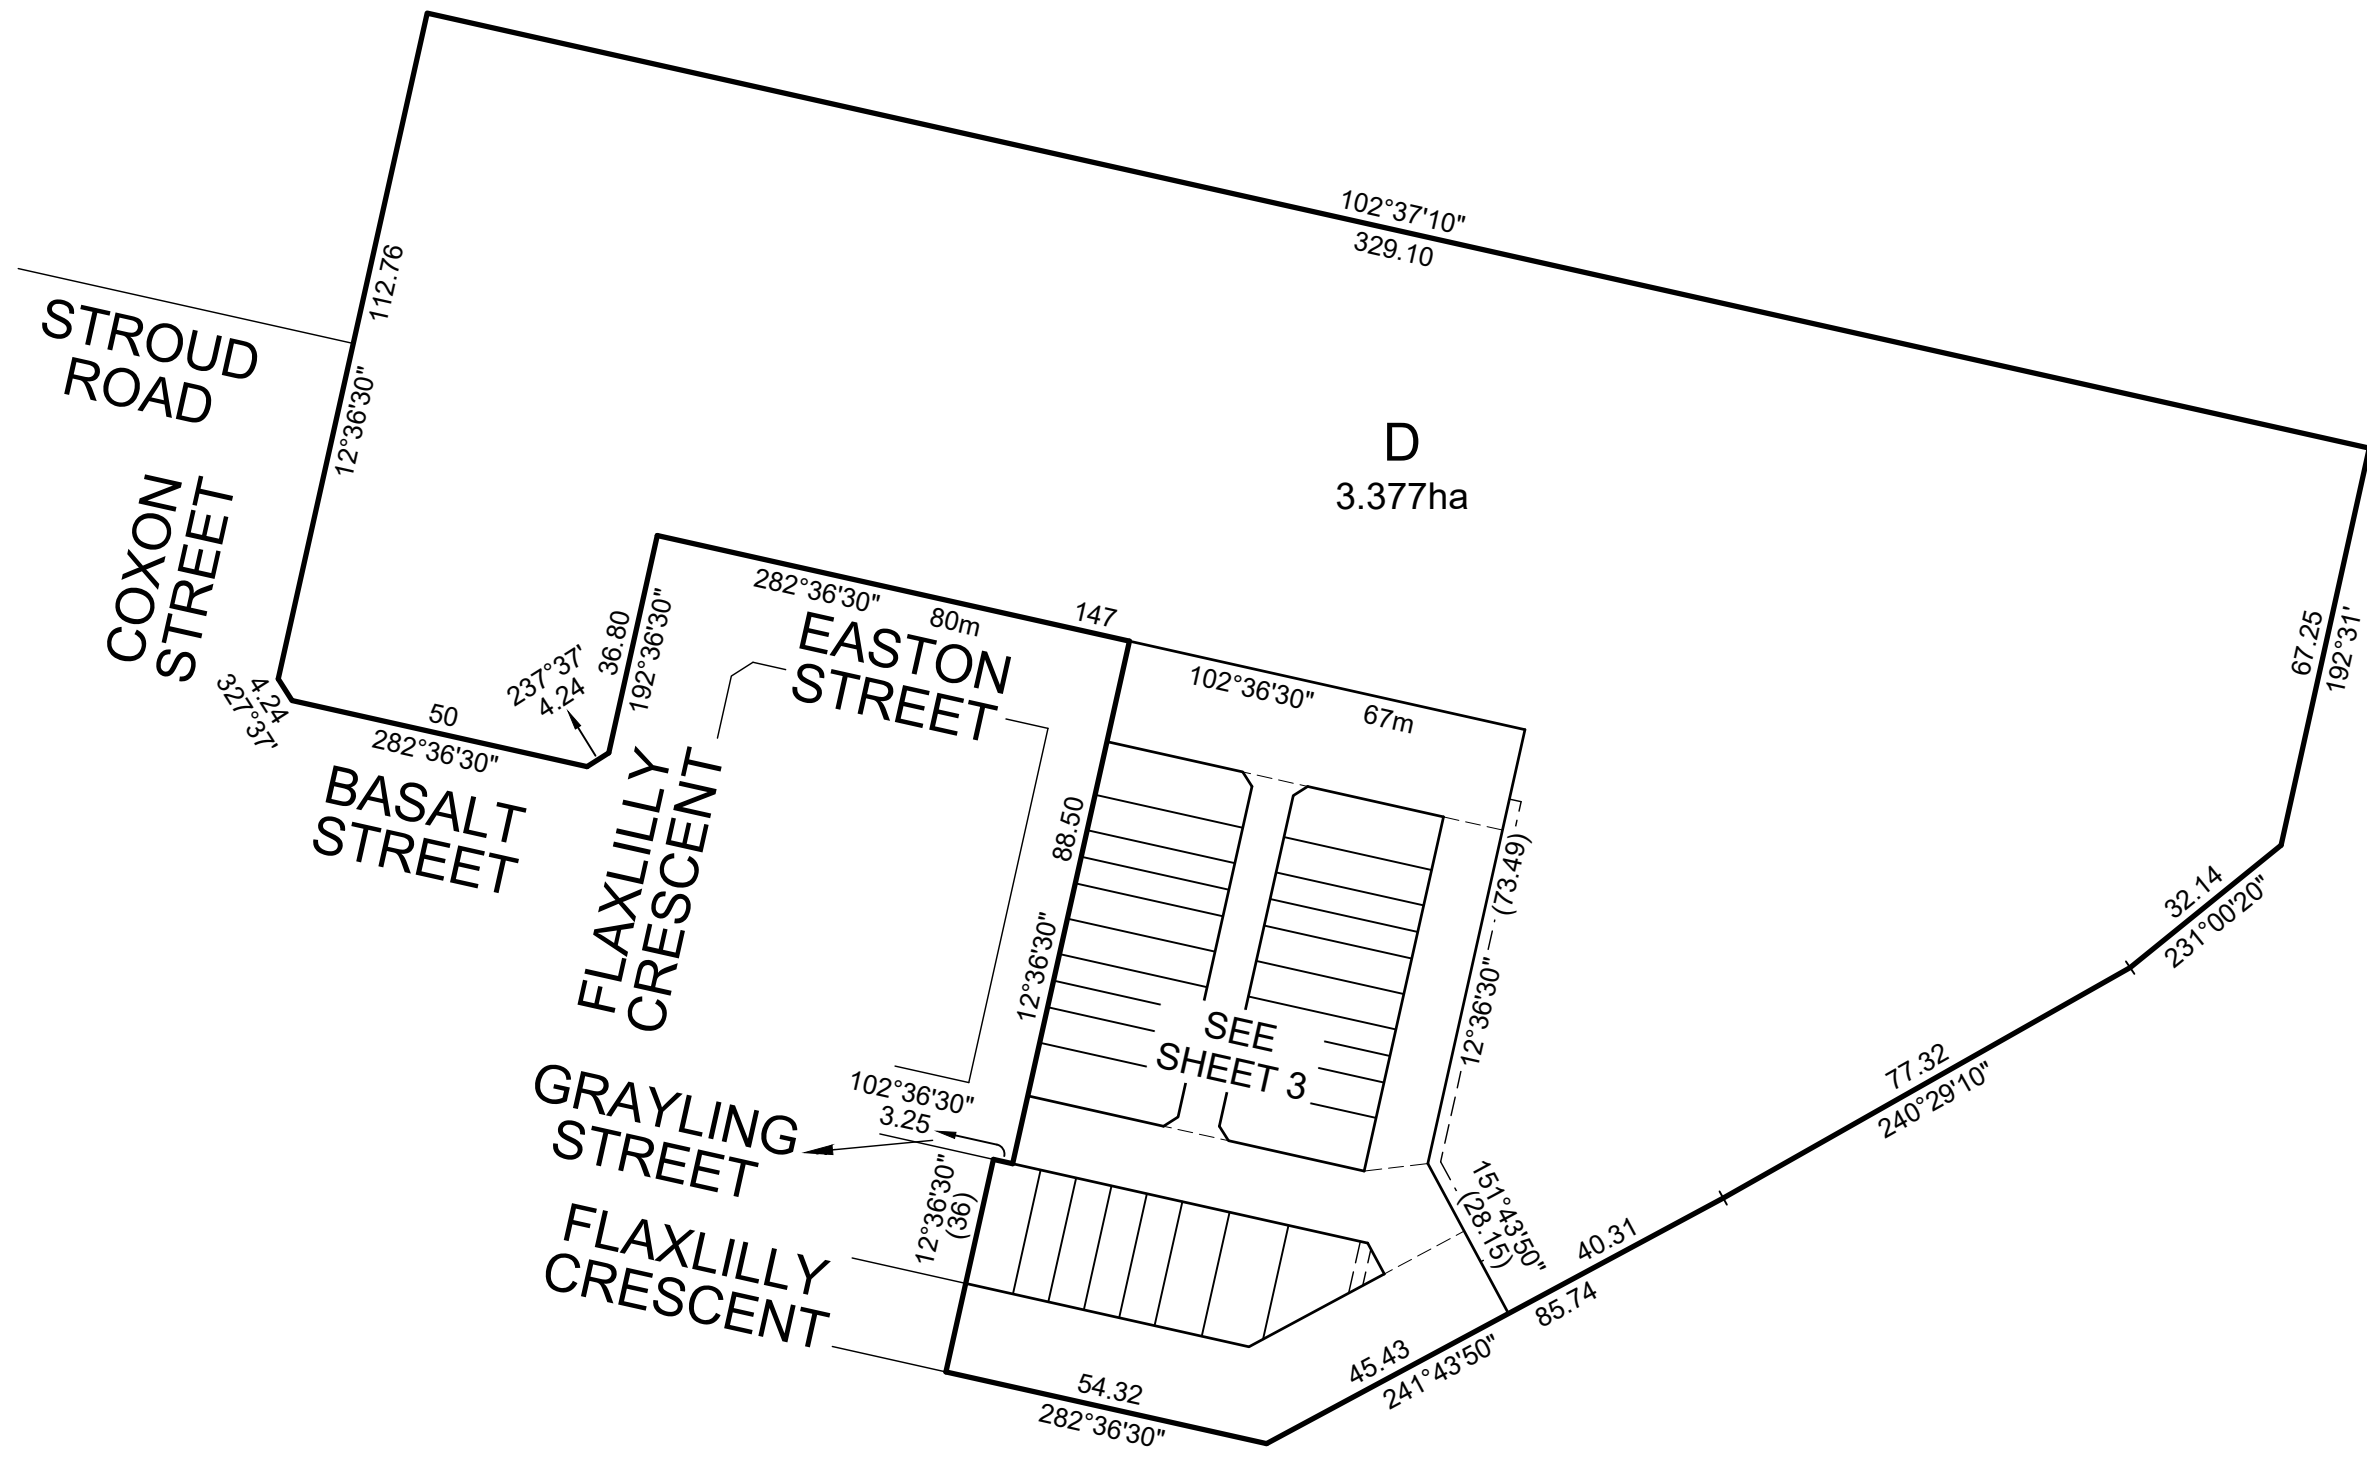 102°37'10"
329.10
112.76
12°36'30"
STROUD
ROAD
COXON
STREET
D
3.377ha
282°36'30"
80m
147
EASTON
STREET
36.80
192°36'30"
237°37'
4.24
4.24
327°37'
50
282°36'30"
BASALT
STREET
FLAXLILLY
CRESCENT
102°36'30"
67m
88.50
12°36'30"
(73.49)
12°36'30"
67.25
192°31'
32.14
231°00'20"
77.32
240°29'10"
SEE
SHEET 3
GRAYLING
STREET
102°36'30"
3.25
12°36'30"
(36)
FLAXLILLY
CRESCENT
151°43'50"
(28.15)
40.31
85.74
45.43
241°43'50"
54.32
282°36'30"